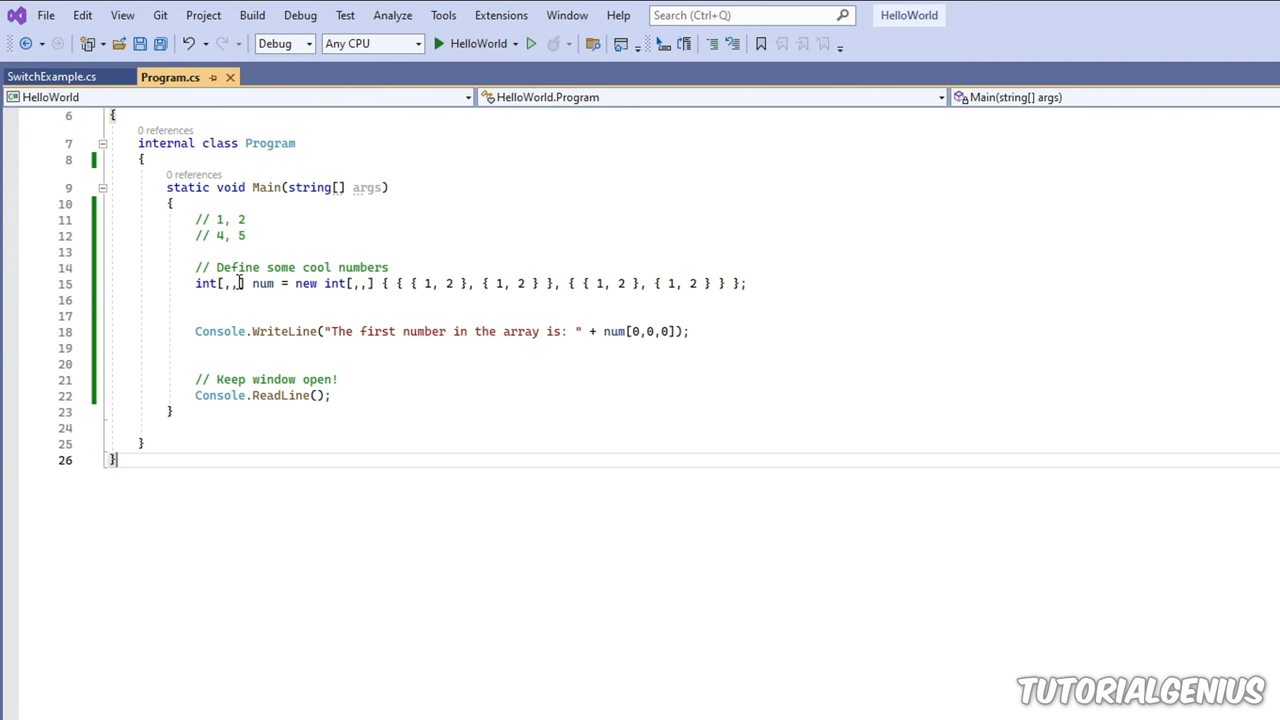 File Edit View Git Project Build Debug Test Analyze Tools Extensions Window Help Search (Ctrl+Q) HelloWorld
Debug Any CPU HelloWorld
SwitchExample.cs Program.cs
HelloWorld HelloWorld.Program Main(string[] args)
6 {
0 references
7 internal class Program
8 {
0 references
9 static void Main(string[] args)
10 {
11 // 1, 2
12 // 4, 5
13
14 // Define some cool numbers
15 int[,,] num = new int[,,] { { { 1, 2 }, { 1, 2 } }, { { 1, 2 }, { 1, 2 } } };
16
17
18 Console.WriteLine("The first number in the array is: " + num[0,0,0]);
19
20
21 // Keep window open!
22 Console.ReadLine();
23 }
24
25 }
26 }
TUTORIALGENIUS